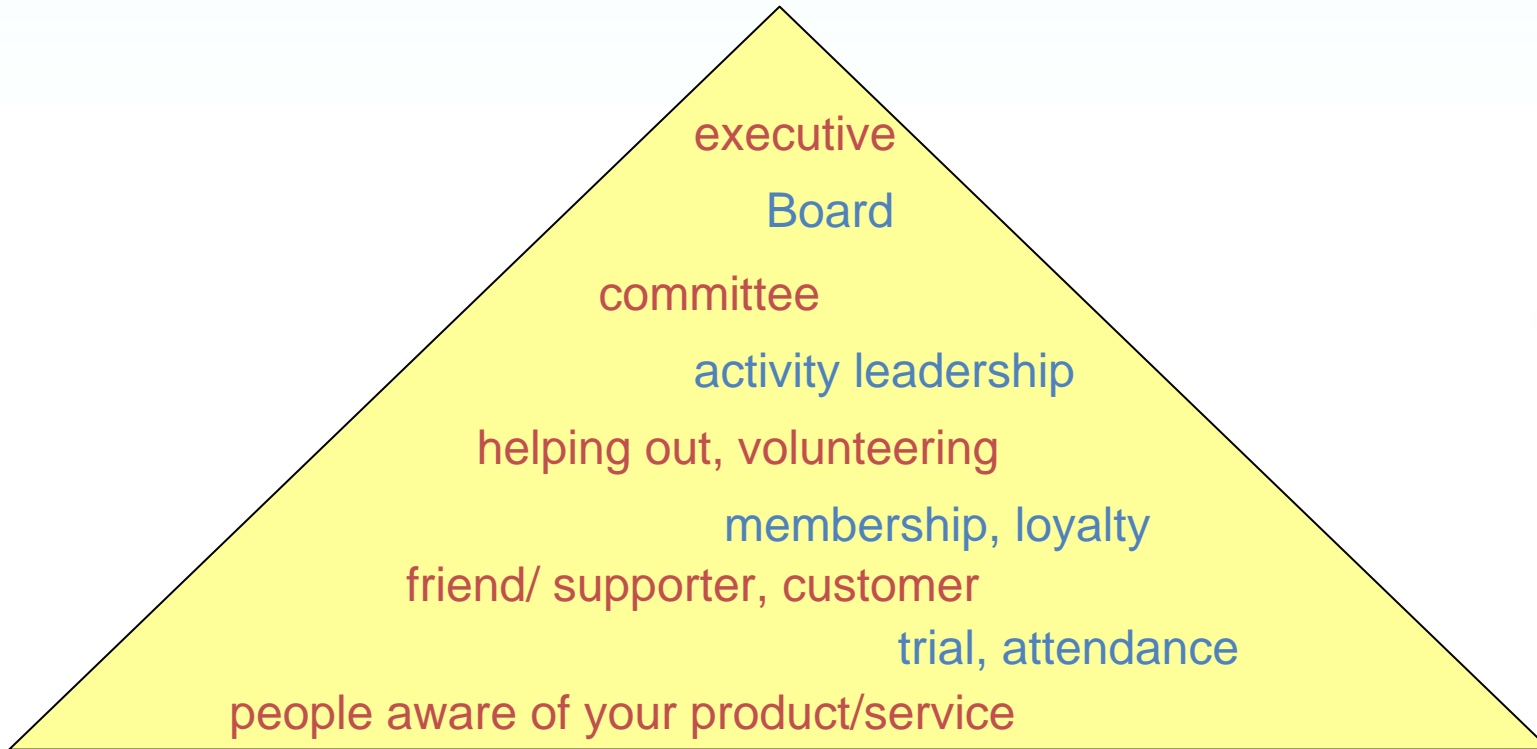 executive
Board
committee
activity leadership
helping out, volunteering
membership, loyalty
friend/ supporter, customer
trial, attendance
people aware of your product/service